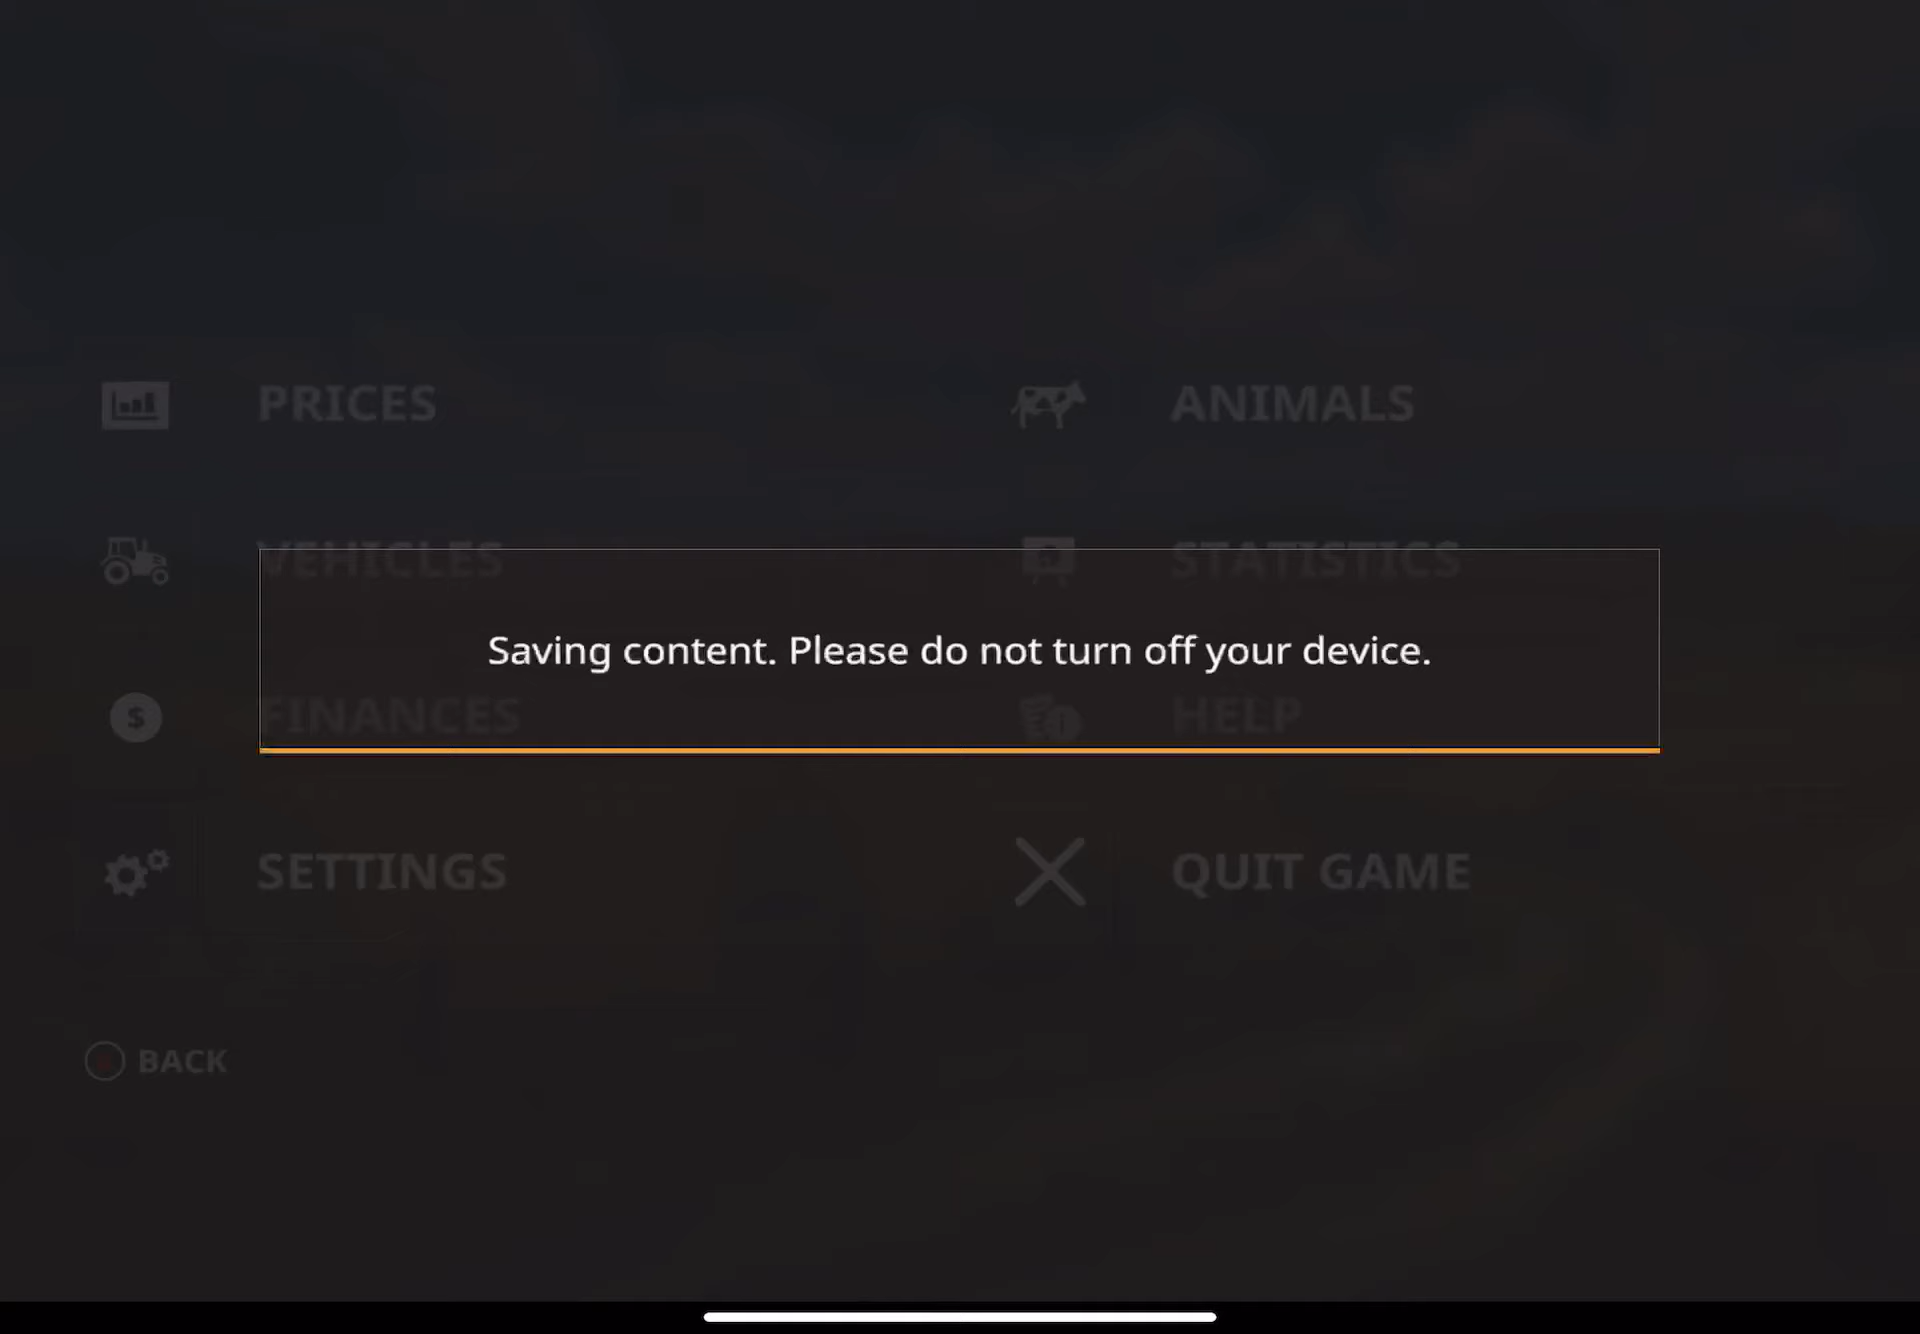 PRICES
ANIMALS
VEHICLES
STATISTICS
Saving content. Please do not turn off your device.
FINANCES
HELP
SETTINGS
QUIT GAME
BACK